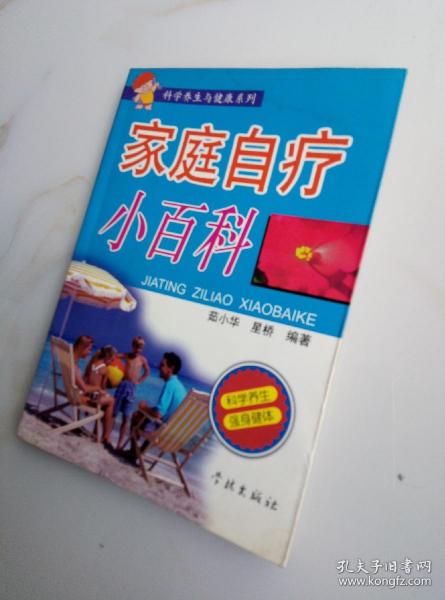 科学养生与健康系列
家庭自疗
小百科
JIATING ZILIAO XIAOBAIKE
茹小华 星桥 编著
科学养生
强身健体
学林出版社
孔夫子旧书网
www.kongfz.com